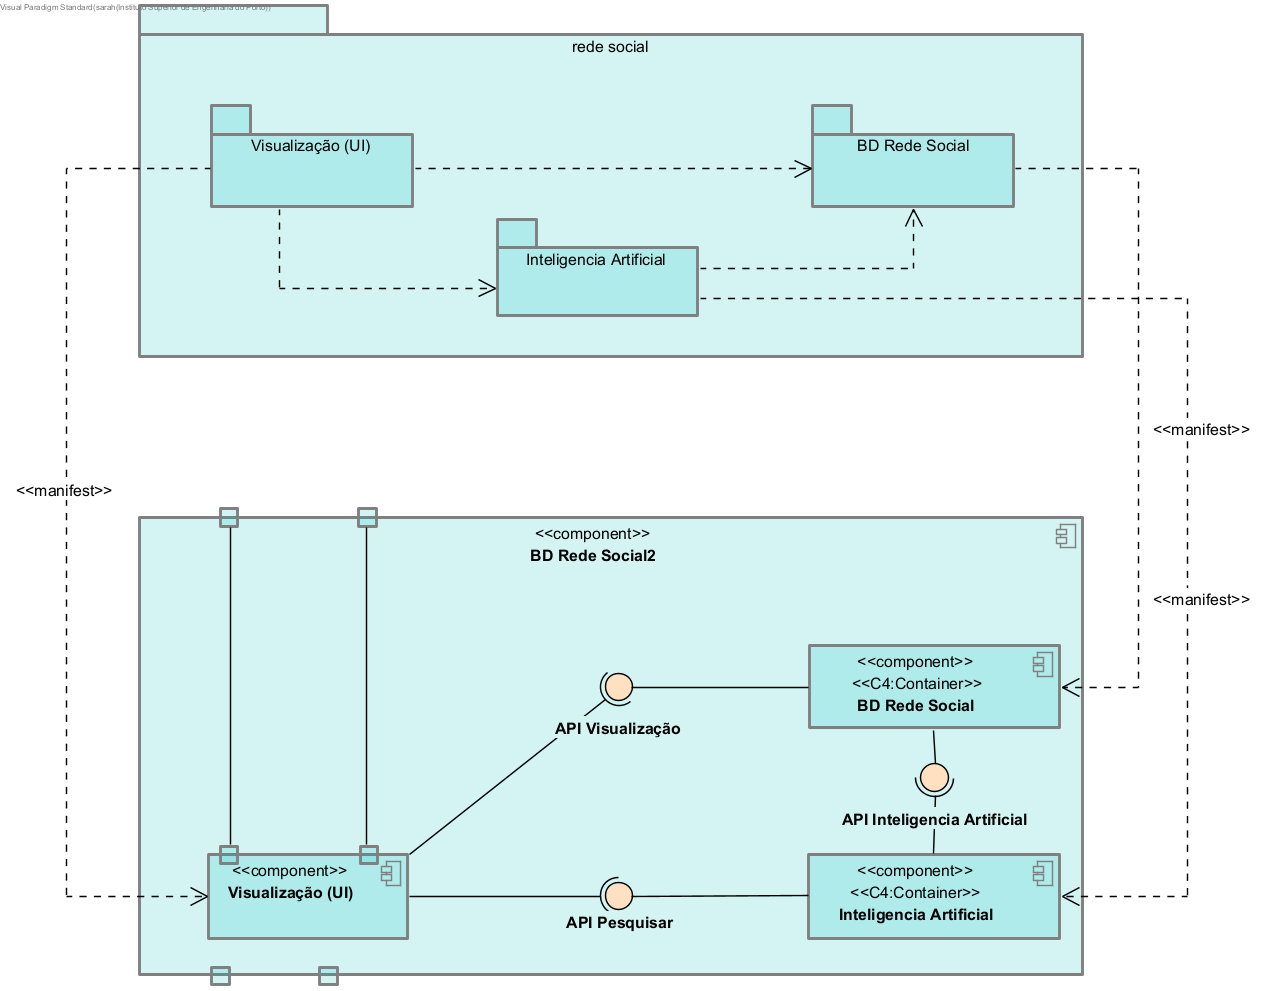 Visual Paradigm Standard(sarah(Instituto Superior de Engenharia do Porto))
rede social
Visualização (UI)
BD Rede Social
Inteligencia Artificial
<<manifest>>
<<manifest>>
<<manifest>>
<<component>>
BD Rede Social2
<<component>>
<<C4:Container>>
BD Rede Social
API Visualização
API Inteligencia Artificial
<<component>>
Visualização (UI)
API Pesquisar
<<component>>
<<C4:Container>>
Inteligencia Artificial